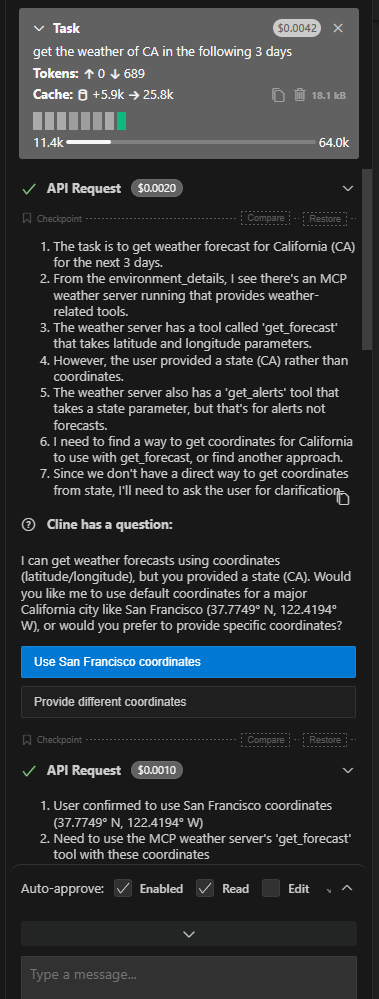 Task $0.0042
get the weather of CA in the following 3 days
Tokens: ↑ 0 ↓ 689
Cache: +5.9k → 25.8k 18.1 kB
11.4k 64.0k
API Request $0.0020
Checkpoint Compare Restore
1. The task is to get weather forecast for California (CA)
for the next 3 days.
2. From the environment_details, I see there's an MCP
weather server running that provides weather-
related tools.
3. The weather server has a tool called 'get_forecast'
that takes latitude and longitude parameters.
4. However, the user provided a state (CA) rather than
coordinates.
5. The weather server also has a 'get_alerts' tool that
takes a state parameter, but that's for alerts not
forecasts.
6. I need to find a way to get coordinates for California
to use with get_forecast, or find another approach.
7. Since we don't have a direct way to get coordinates
from state, I'll need to ask the user for clarification.
Cline has a question:
I can get weather forecasts using coordinates
(latitude/longitude), but you provided a state (CA). Would
you like me to use default coordinates for a major
California city like San Francisco (37.7749° N, 122.4194°
W), or would you prefer to provide specific coordinates?
Use San Francisco coordinates
Provide different coordinates
Checkpoint Compare Restore
API Request $0.0010
1. User confirmed to use San Francisco coordinates
(37.7749° N, 122.4194° W)
2. Need to use the MCP weather server's 'get_forecast'
tool with these coordinates
Auto-approve: Enabled Read Edit
Type a message...